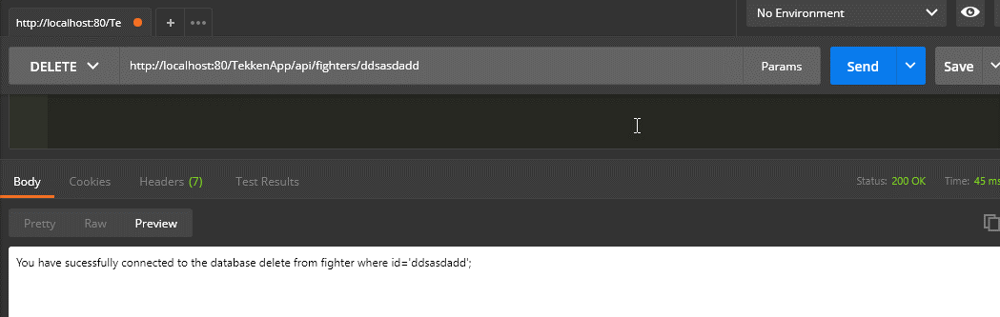 http://localhost:80/Te + ••• No Environment
DELETE http://localhost:80/TekkenApp/api/fighters/ddsasdadd Params Send Save
Body Cookies Headers (7) Test Results Status: 200 OK Time: 45 ms
Pretty Raw Preview
You have sucessfully connected to the database delete from fighter where id='ddsasdadd';